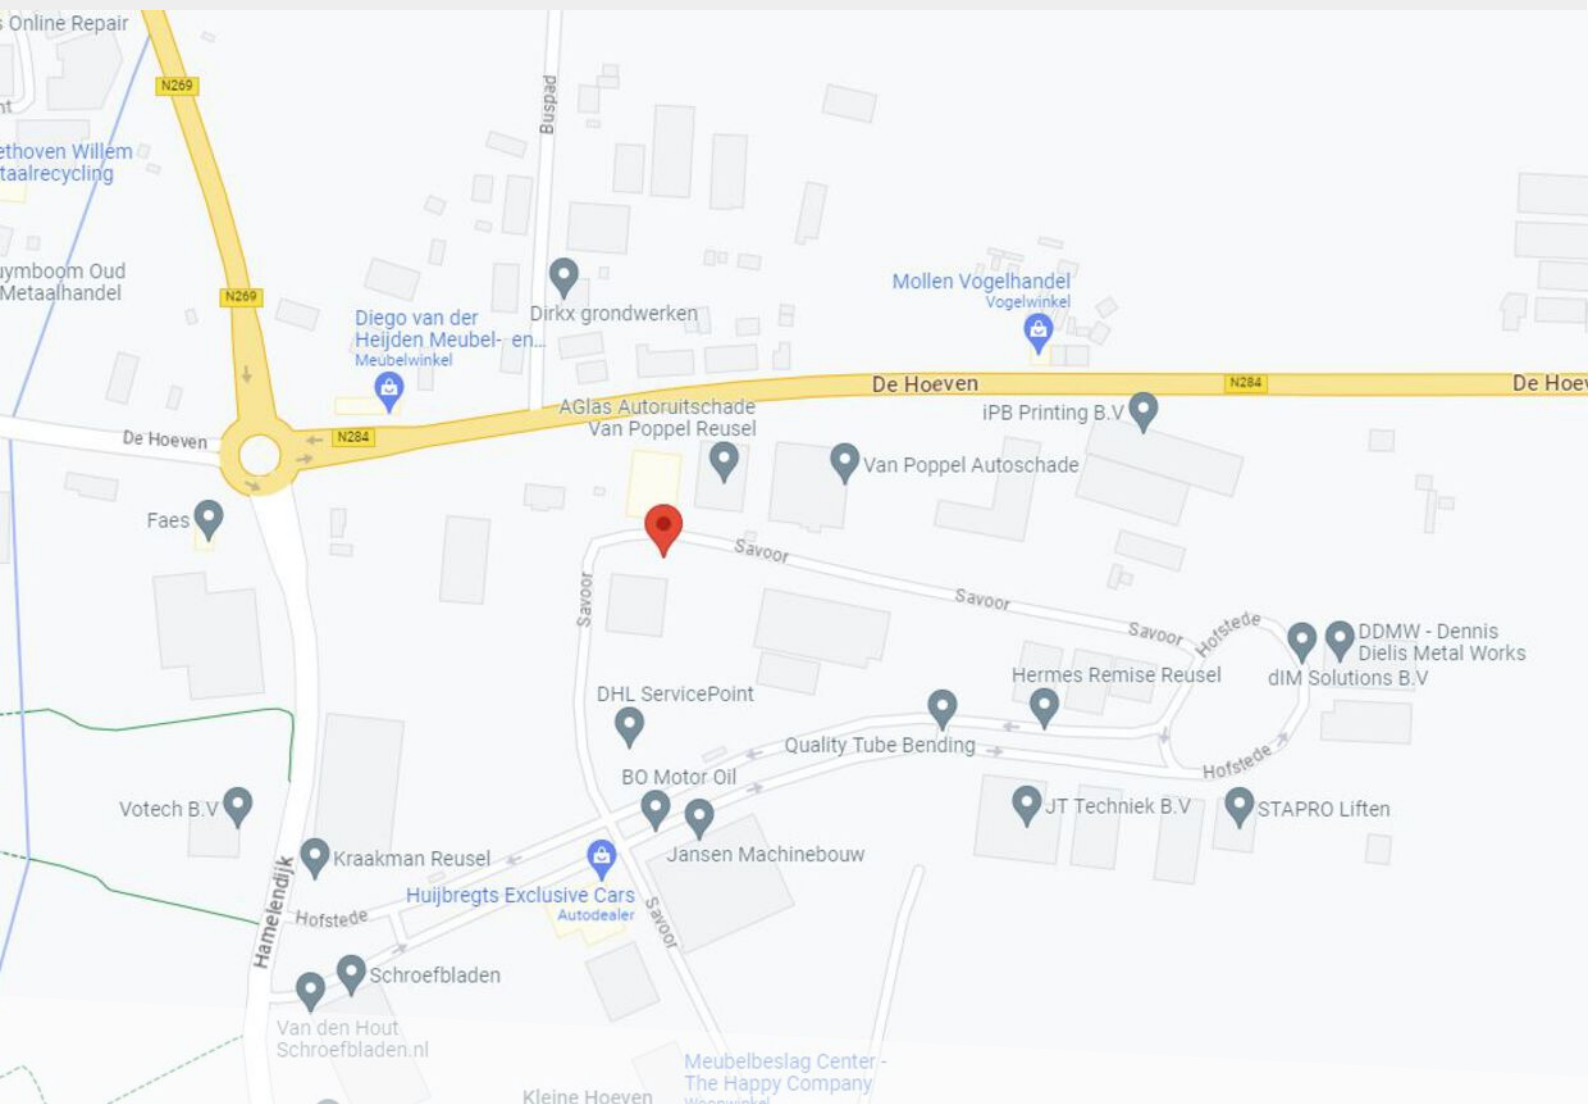 Online Repair
N269
Buspad
ethoven Willem
taalrecycling
ymboom Oud
Metaalhandel
N269
Mollen Vogelhandel
Vogelwinkel
Diego van der
Heijden Meubel- en...
Meubelwinkel
Dirkx grondwerken
De Hoeven
N284
De Hoev
AGlas Autoruitschade
Van Poppel Reusel
iPB Printing B.V
De Hoeven
N284
Van Poppel Autoschade
Faes
Savoor
Savoor
Savoor
Savoor
Hofstede
DDMW - Dennis
Dielis Metal Works
Hermes Remise Reusel
dIM Solutions B.V
DHL ServicePoint
Quality Tube Bending
Hofstede
BO Motor Oil
Votech B.V
JT Techniek B.V
STAPRO Liften
Kraakman Reusel
Jansen Machinebouw
Huijbregts Exclusive Cars
Autodealer
Hamelendijk
Hofstede
Savoor
Schroefbladen
Van den Hout
Schroefbladen.nl
Meubelbeslag Center -
The Happy Company
Woonwinkel
Kleine Hoeven